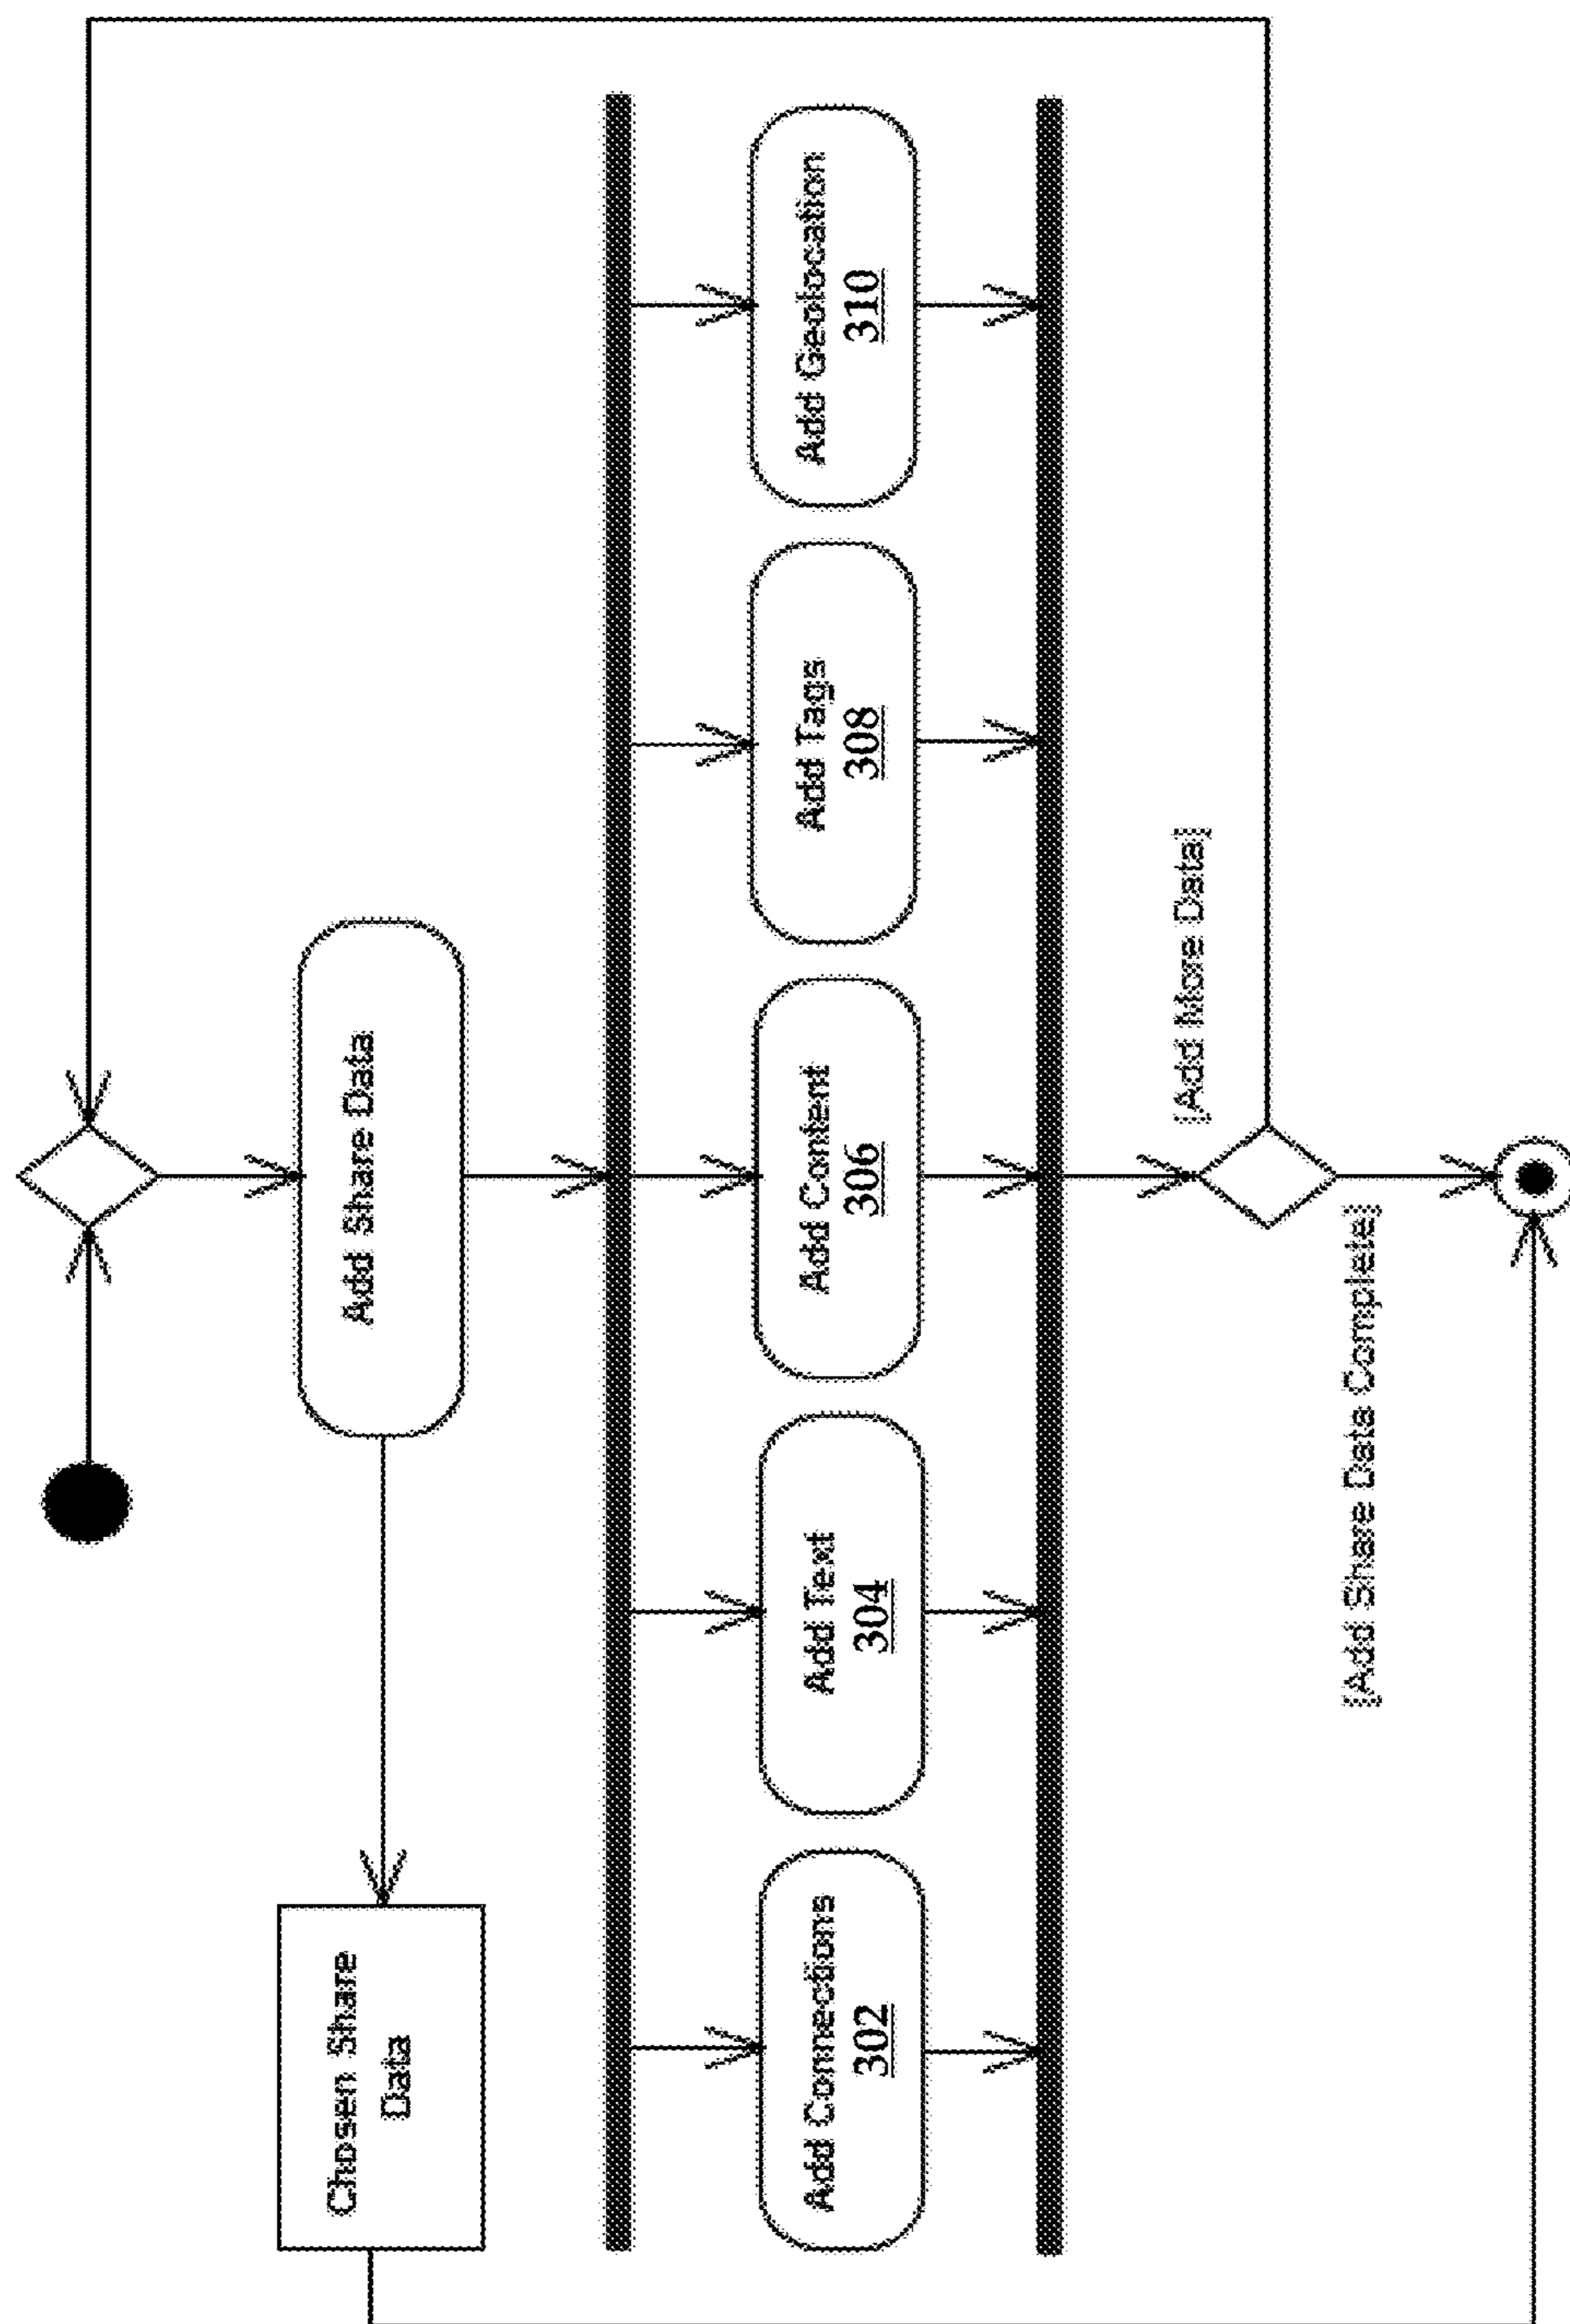 Chosen Share
Data
Add Share Data
Add Connections
302
Add Text
304
Add Content
306
Add Tags
308
Add Geolocation
310
[Add More Data]
[Add Share Data Complete]